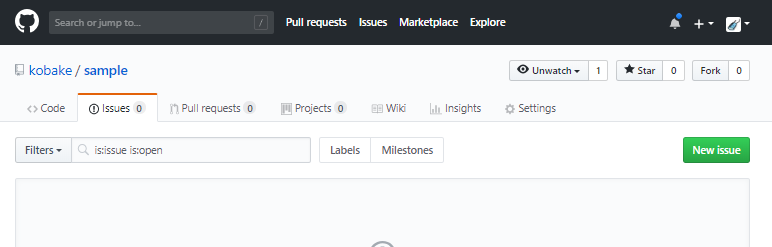 Search or jump to... / Pull requests Issues Marketplace Explore
kobake / sample Unwatch 1 Star 0 Fork 0
Code Issues 0 Pull requests 0 Projects 0 Wiki Insights Settings
Filters is:issue is:open Labels Milestones New issue